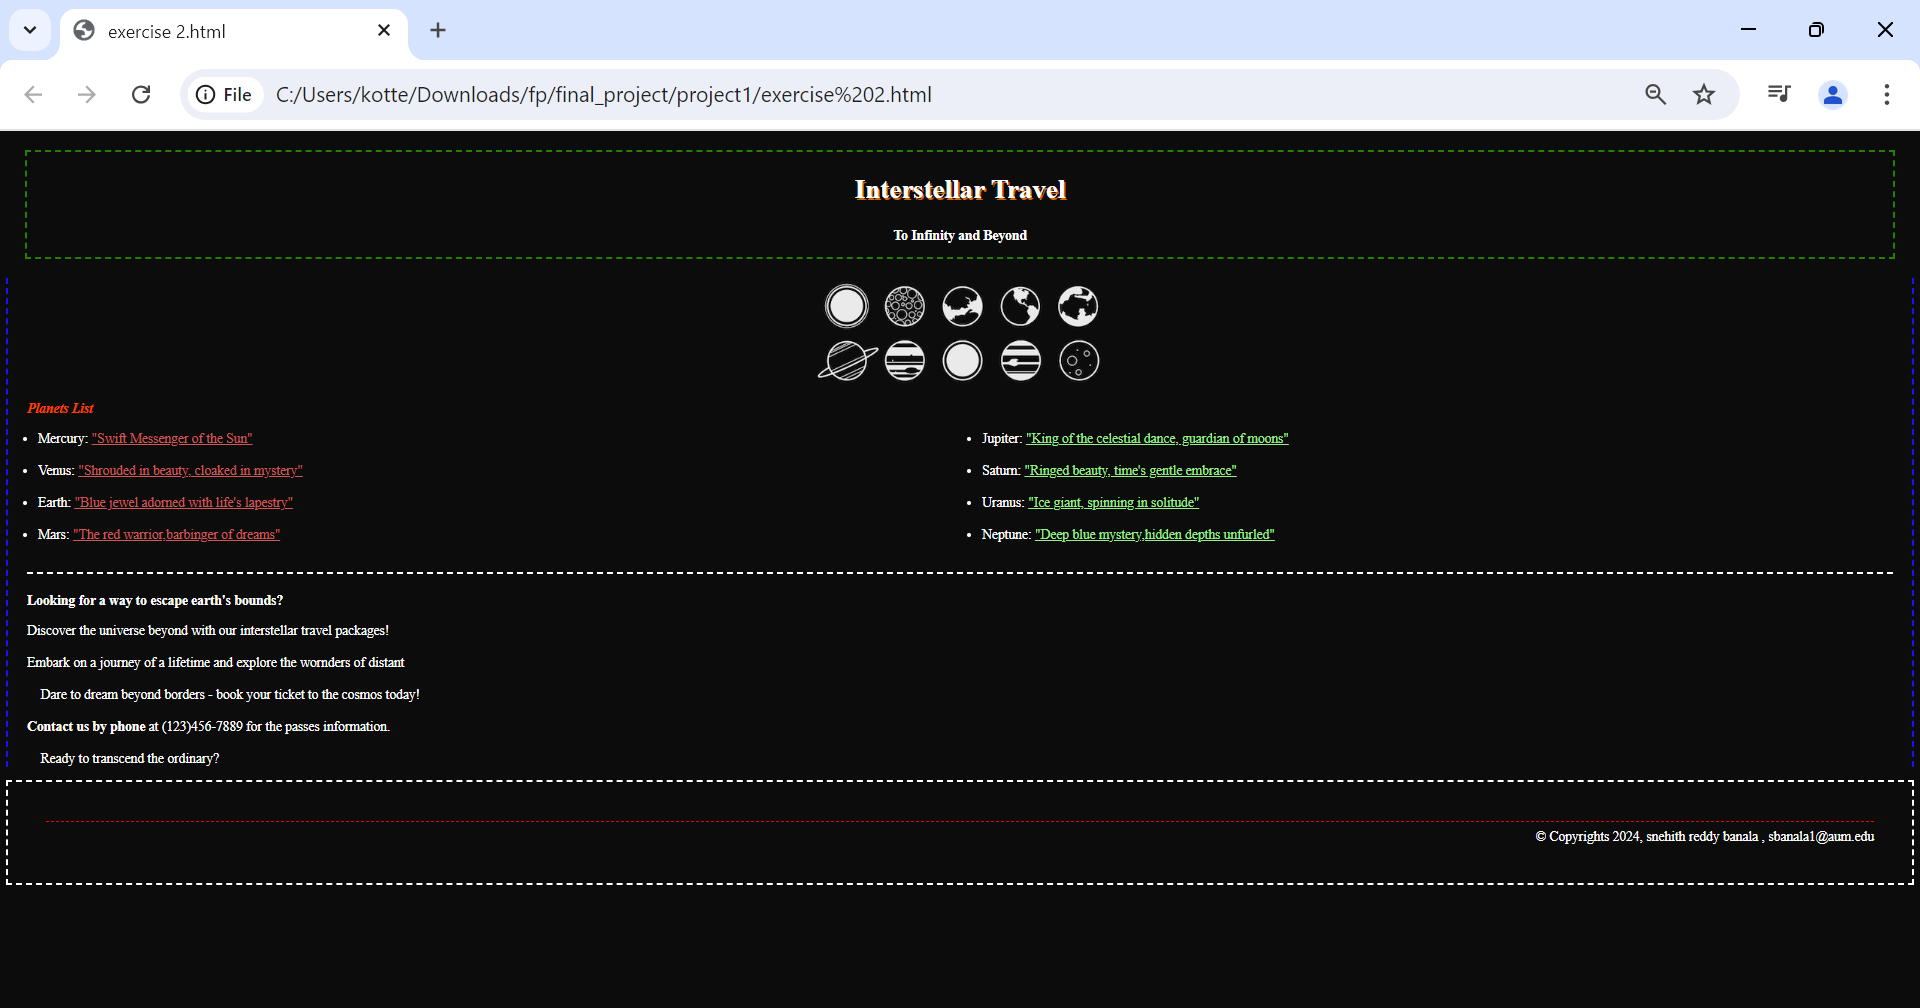 exercise 2.html
File
C:/Users/kotte/Downloads/fp/final_project/project1/exercise%202.html
Interstellar Travel
To Infinity and Beyond
Planets List
Mercury: "Swift Messenger of the Sun"
Venus: "Shrouded in beauty, cloaked in mystery"
Earth: "Blue jewel adorned with life's lapestry"
Mars: "The red warrior,barbinger of dreams"
Jupiter: "King of the celestial dance, guardian of moons"
Saturn: "Ringed beauty, time's gentle embrace"
Uranus: "Ice giant, spinning in solitude"
Neptune: "Deep blue mystery,hidden depths unfurled"
Looking for a way to escape earth's bounds?
Discover the universe beyond with our interstellar travel packages!
Embark on a journey of a lifetime and explore the wornders of distant
Dare to dream beyond borders - book your ticket to the cosmos today!
Contact us by phone at (123)456-7889 for the passes information.
Ready to transcend the ordinary?
© Copyrights 2024, snehith reddy banala , sbanala1@aum.edu